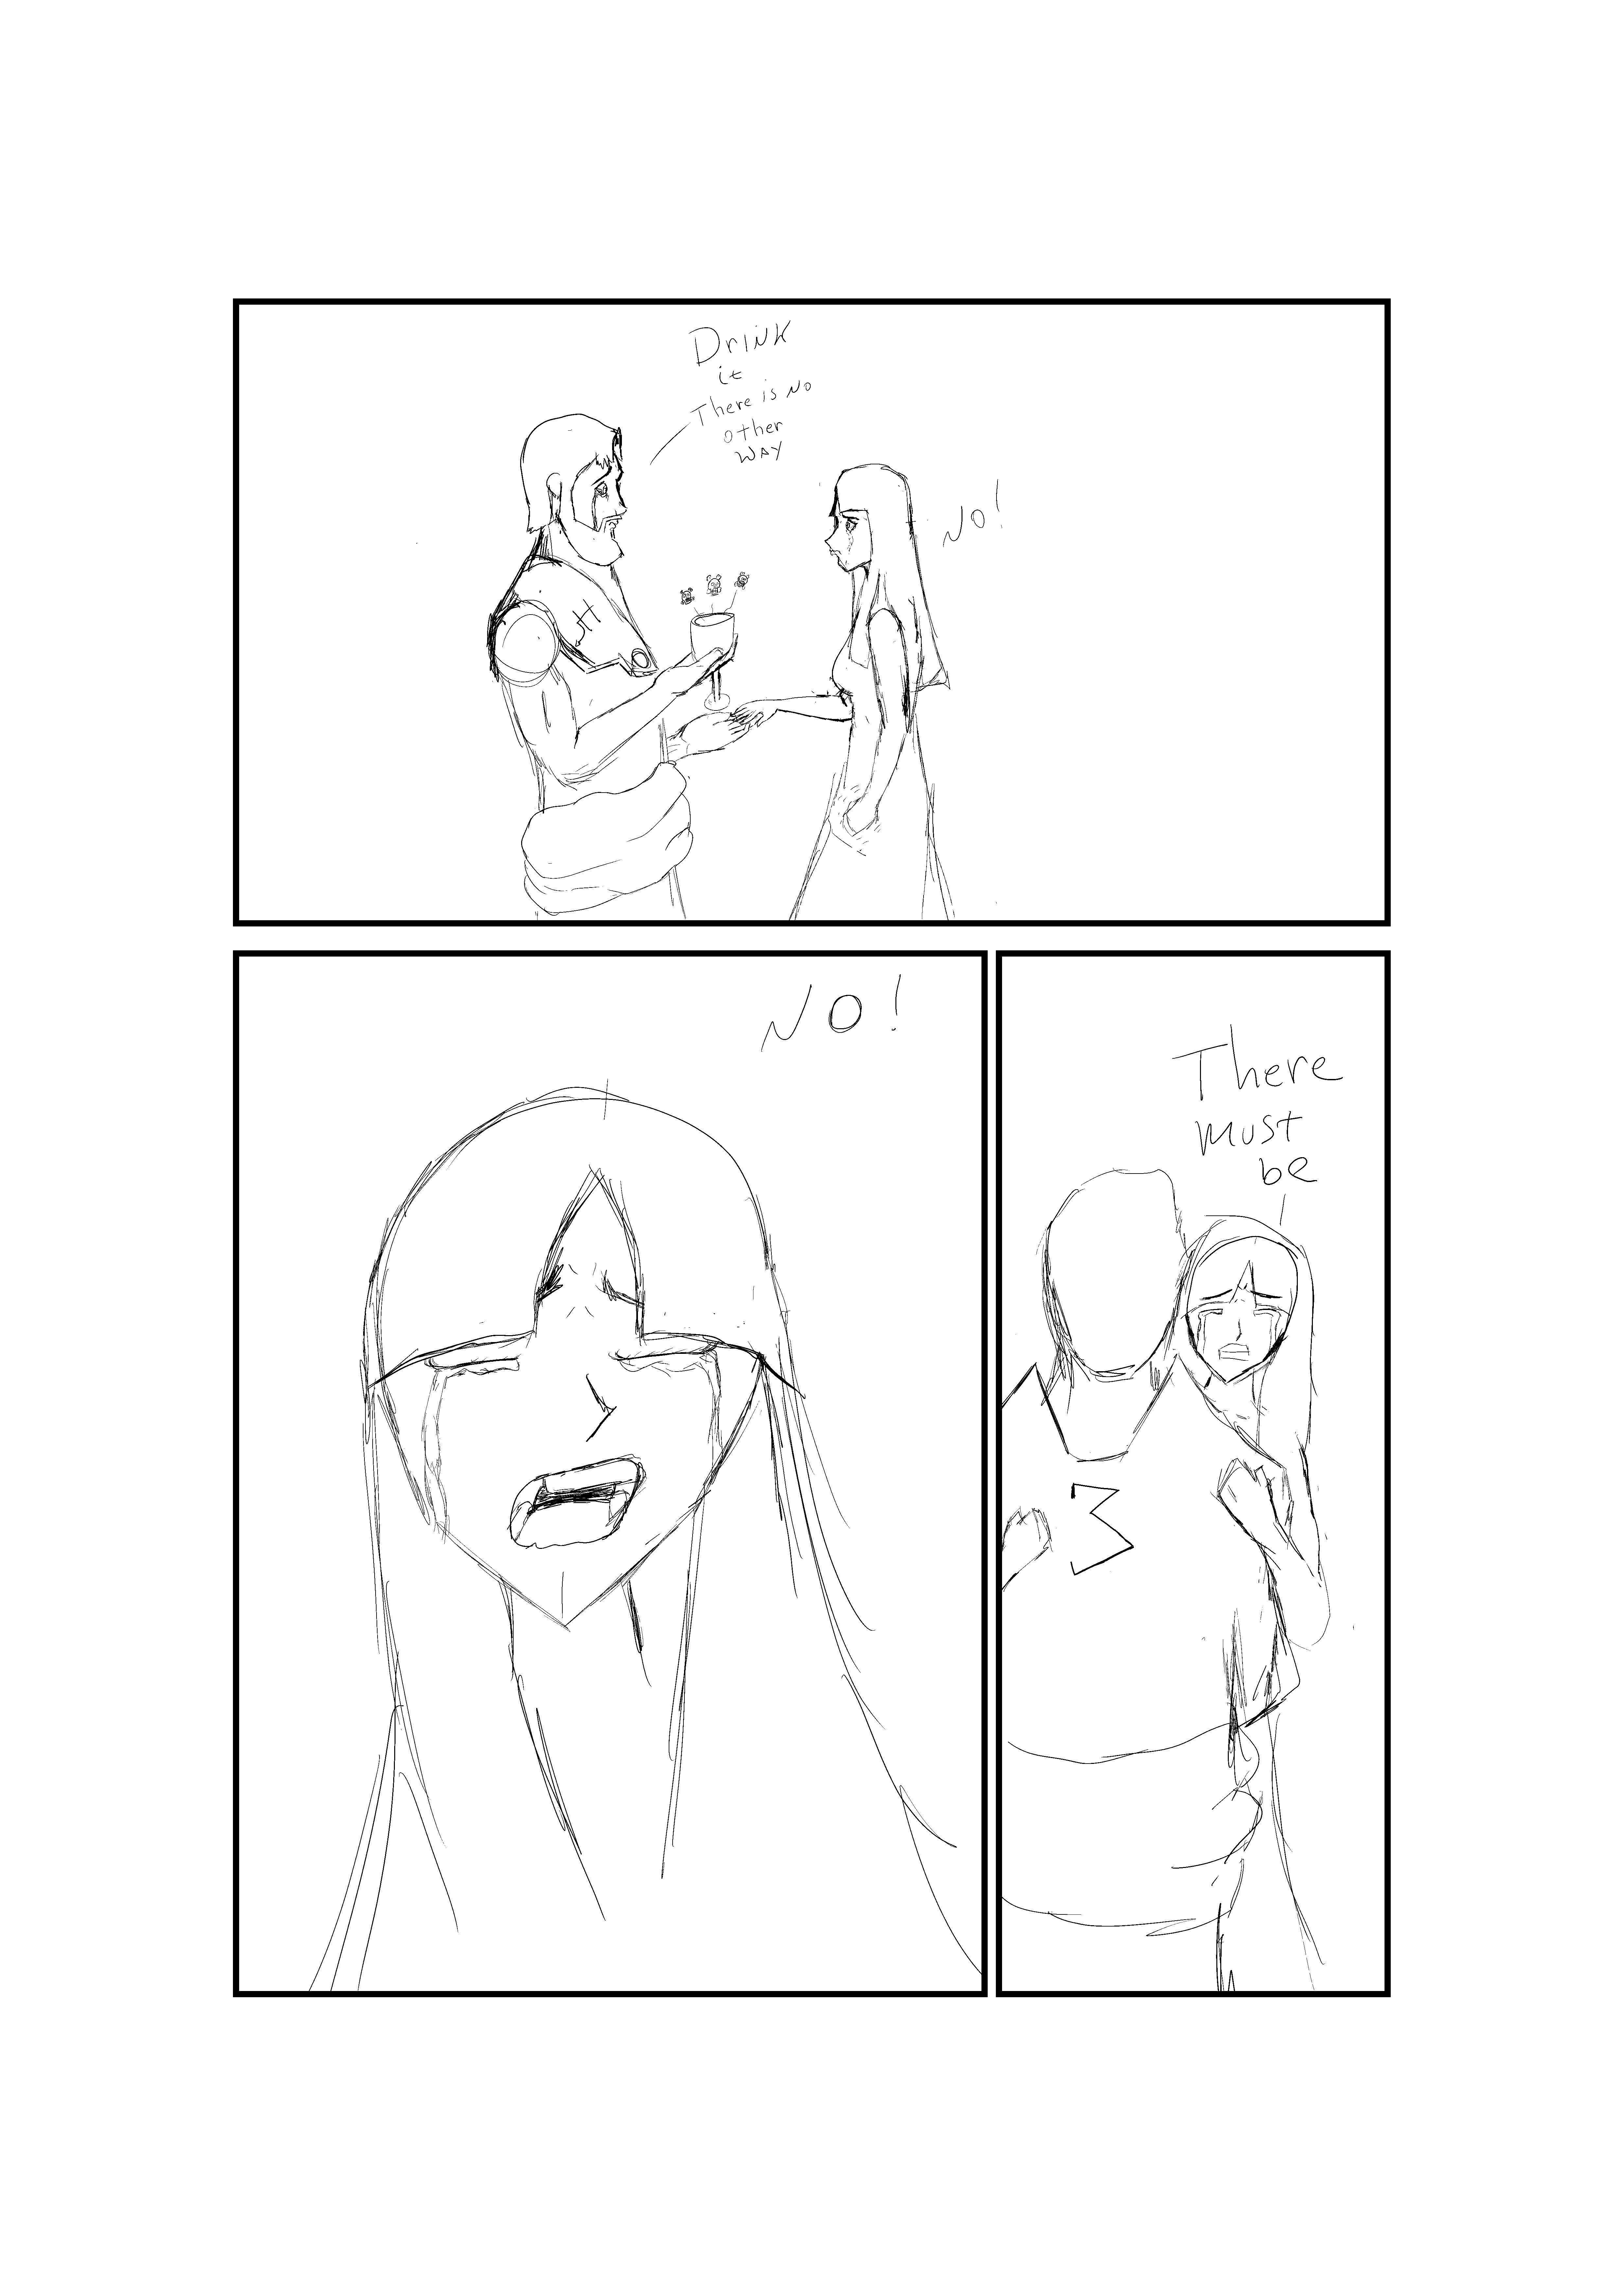 Drink
it
There is no
other
way
No!
NO!
There
must
be
3